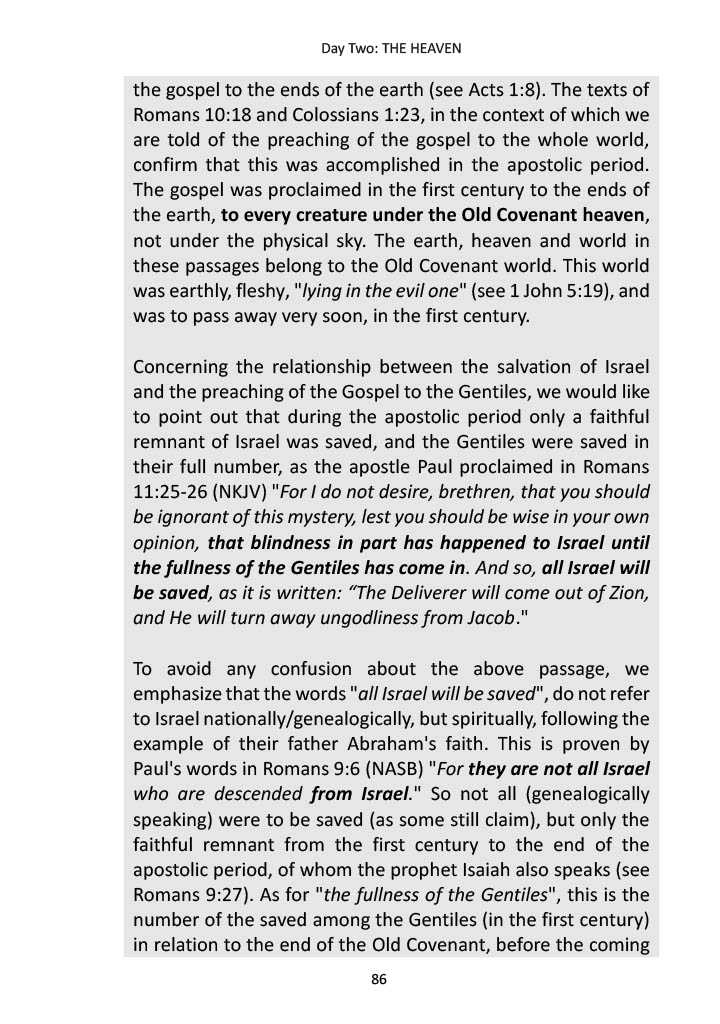 Day Two: THE HEAVEN
the gospel to the ends of the earth (see Acts 1:8). The texts of
Romans 10:18 and Colossians 1:23, in the context of which we
are told of the preaching of the gospel to the whole world,
confirm that this was accomplished in the apostolic period.
The gospel was proclaimed in the first century to the ends of
the earth, to every creature under the Old Covenant heaven,
not under the physical sky. The earth, heaven and world in
these passages belong to the Old Covenant world. This world
was earthly, fleshy, "lying in the evil one" (see 1 John 5:19), and
was to pass away very soon, in the first century.
Concerning the relationship between the salvation of Israel
and the preaching of the Gospel to the Gentiles, we would like
to point out that during the apostolic period only a faithful
remnant of Israel was saved, and the Gentiles were saved in
their full number, as the apostle Paul proclaimed in Romans
11:25-26 (NKJV) "For I do not desire, brethren, that you should
be ignorant of this mystery, lest you should be wise in your own
opinion, that blindness in part has happened to Israel until
the fullness of the Gentiles has come in. And so, all Israel will
be saved, as it is written: “The Deliverer will come out of Zion,
and He will turn away ungodliness from Jacob."
To avoid any confusion about the above passage, we
emphasize that the words "all Israel will be saved", do not refer
to Israel nationally/genealogically, but spiritually, following the
example of their father Abraham's faith. This is proven by
Paul's words in Romans 9:6 (NASB) "For they are not all Israel
who are descended from Israel." So not all (genealogically
speaking) were to be saved (as some still claim), but only the
faithful remnant from the first century to the end of the
apostolic period, of whom the prophet Isaiah also speaks (see
Romans 9:27). As for "the fullness of the Gentiles", this is the
number of the saved among the Gentiles (in the first century)
in relation to the end of the Old Covenant, before the coming
86